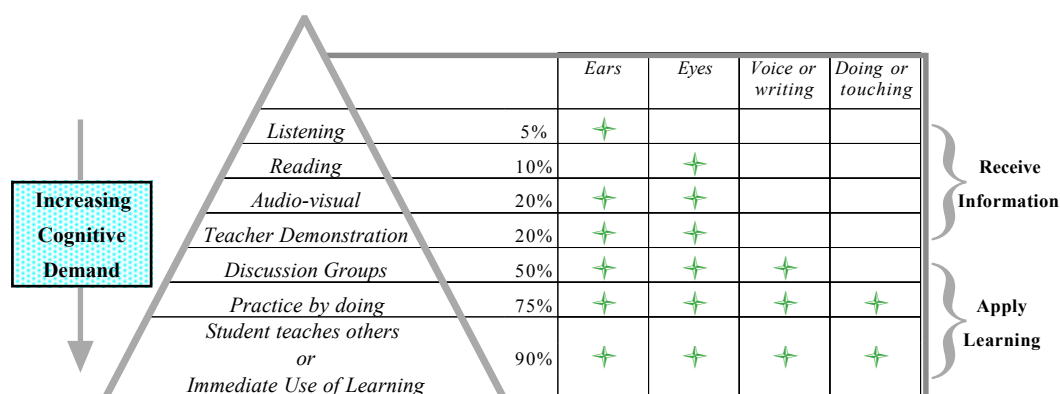 Ears Eyes Voice or Doing or
writing touching
Listening 5%
Reading 10%
Audio-visual 20%
Teacher Demonstration 20%
Discussion Groups 50%
Practice by doing 75%
Student teaches others
or 90%
Immediate Use of Learning
Increasing
Cognitive
Demand
Receive
Information
Apply
Learning